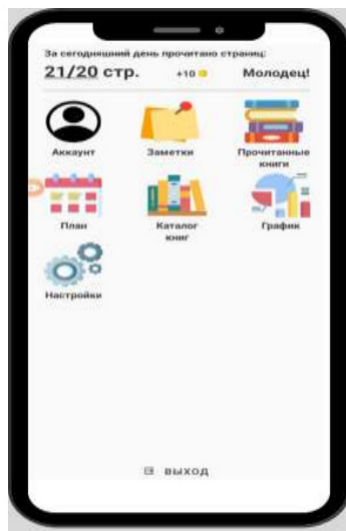 За сегодняшний день прочитано страниц:
21/20 стр. +10 Молодец!
Аккаунт Заметки Прочитанные
книги
План Каталог График
книг
Настройки
выход